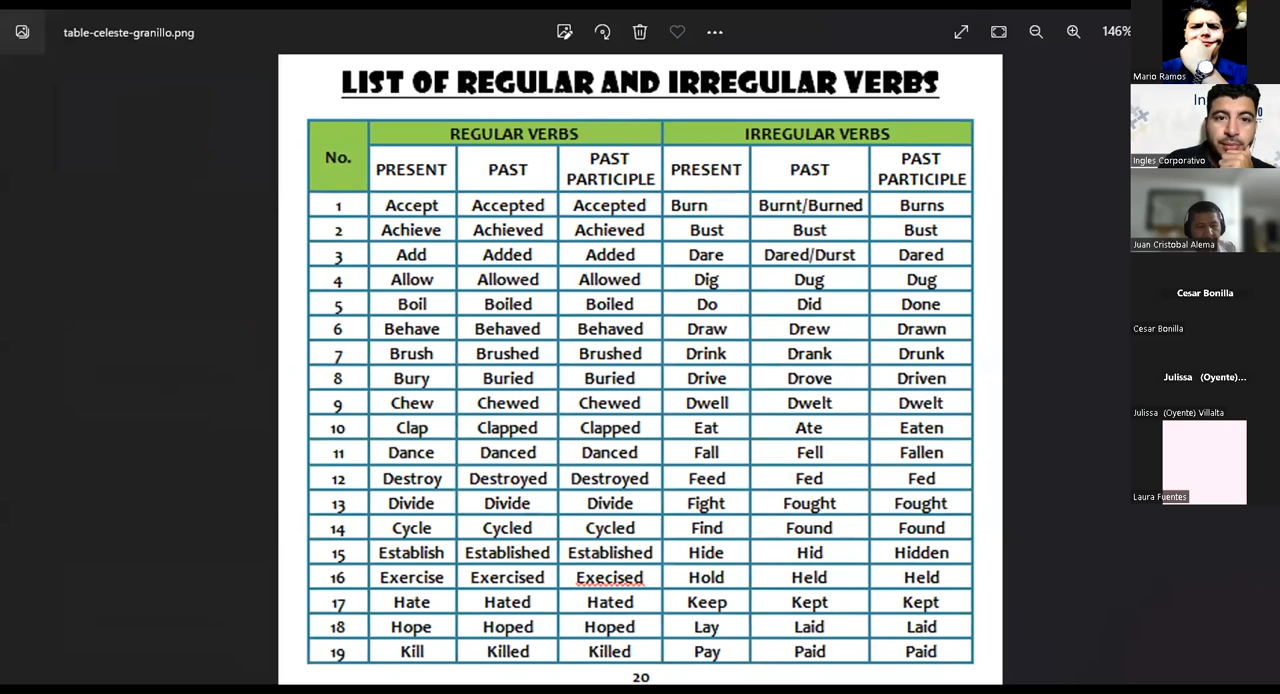 table-celeste-granillo.png
146%
LIST OF REGULAR AND IRREGULAR VERBS
No. REGULAR VERBS IRREGULAR VERBS
PRESENT PAST PAST PARTICIPLE PRESENT PAST PAST PARTICIPLE
1 Accept Accepted Accepted Burn Burnt/Burned Burns
2 Achieve Achieved Achieved Bust Bust Bust
3 Add Added Added Dare Dared/Durst Dared
4 Allow Allowed Allowed Dig Dug Dug
5 Boil Boiled Boiled Do Did Done
6 Behave Behaved Behaved Draw Drew Drawn
7 Brush Brushed Brushed Drink Drank Drunk
8 Bury Buried Buried Drive Drove Driven
9 Chew Chewed Chewed Dwell Dwelt Dwelt
10 Clap Clapped Clapped Eat Ate Eaten
11 Dance Danced Danced Fall Fell Fallen
12 Destroy Destroyed Destroyed Feed Fed Fed
13 Divide Divide Divide Fight Fought Fought
14 Cycle Cycled Cycled Find Found Found
15 Establish Established Established Hide Hid Hidden
16 Exercise Exercised Execised Hold Held Held
17 Hate Hated Hated Keep Kept Kept
18 Hope Hoped Hoped Lay Laid Laid
19 Kill Killed Killed Pay Paid Paid
20
Mario Ramos
In
Ingles Corporativo
Juan Cristobal Alema
Cesar Bonilla
Cesar Bonilla
Julissa (Oyente)...
Julissa (Oyente) Villalta
Laura Fuentes